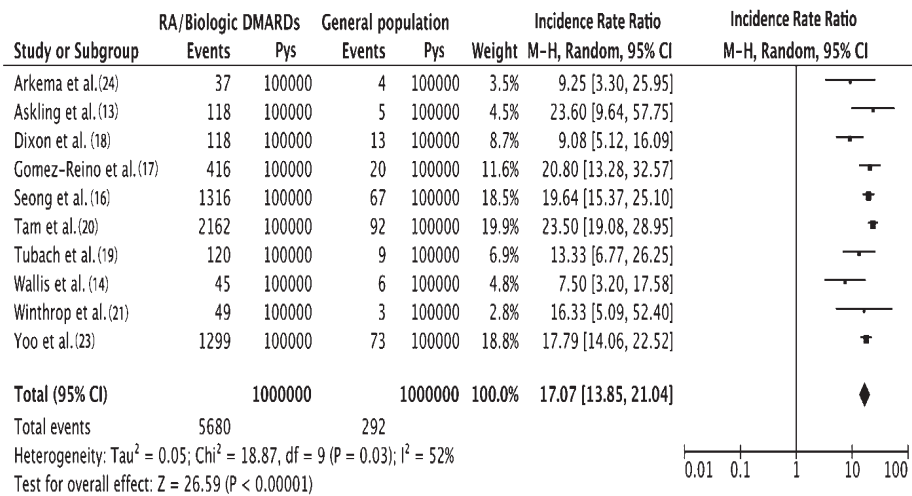 RA/Biologic DMARDs General population Incidence Rate Ratio Incidence Rate Ratio
Study or Subgroup Events Pys Events Pys Weight M-H, Random, 95% CI M-H, Random, 95% CI
Arkema et al.(24) 37 100000 4 100000 3.5% 9.25 [3.30, 25.95]
Askling et al.(13) 118 100000 5 100000 4.5% 23.60 [9.64, 57.75]
Dixon et al. (18) 118 100000 13 100000 8.7% 9.08 [5.12, 16.09]
Gomez-Reino et al.(17) 416 100000 20 100000 11.6% 20.80 [13.28, 32.57]
Seong et al. (16) 1316 100000 67 100000 18.5% 19.64 [15.37, 25.10]
Tam et al. (20) 2162 100000 92 100000 19.9% 23.50 [19.08, 28.95]
Tubach et al. (19) 120 100000 9 100000 6.9% 13.33 [6.77, 26.25]
Wallis et al. (14) 45 100000 6 100000 4.8% 7.50 [3.20, 17.58]
Winthrop et al. (21) 49 100000 3 100000 2.8% 16.33 [5.09, 52.40]
Yoo et al. (23) 1299 100000 73 100000 18.8% 17.79 [14.06, 22.52]
Total (95% CI) 1000000 1000000 100.0% 17.07 [13.85, 21.04]
Total events 5680 292
Heterogeneity: Tau² = 0.05; Chi² = 18.87, df = 9 (P = 0.03); I² = 52%
Test for overall effect: Z = 26.59 (P < 0.00001)
0.01 0.1 1 10 100